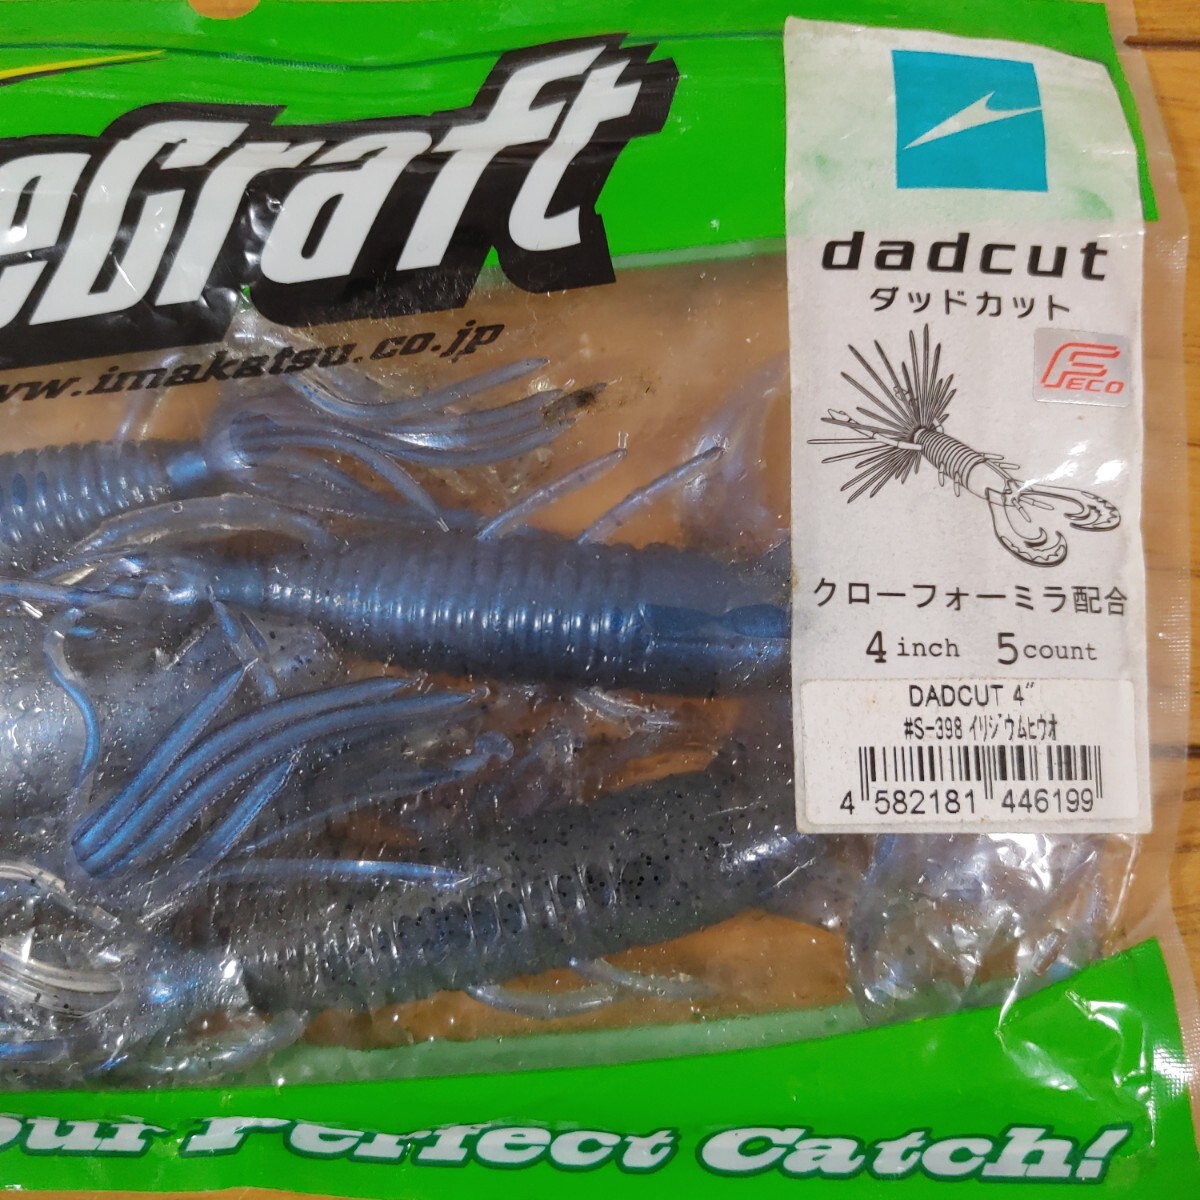 eCraft
www.imakatsu.co.jp
dadcut
ダッドカット
FECO
クローフォーミラ配合
4 inch 5 count
DADCUT 4"
#S-398 イリジウムヒウオ
4 582181 446199
our Perfect Catch!